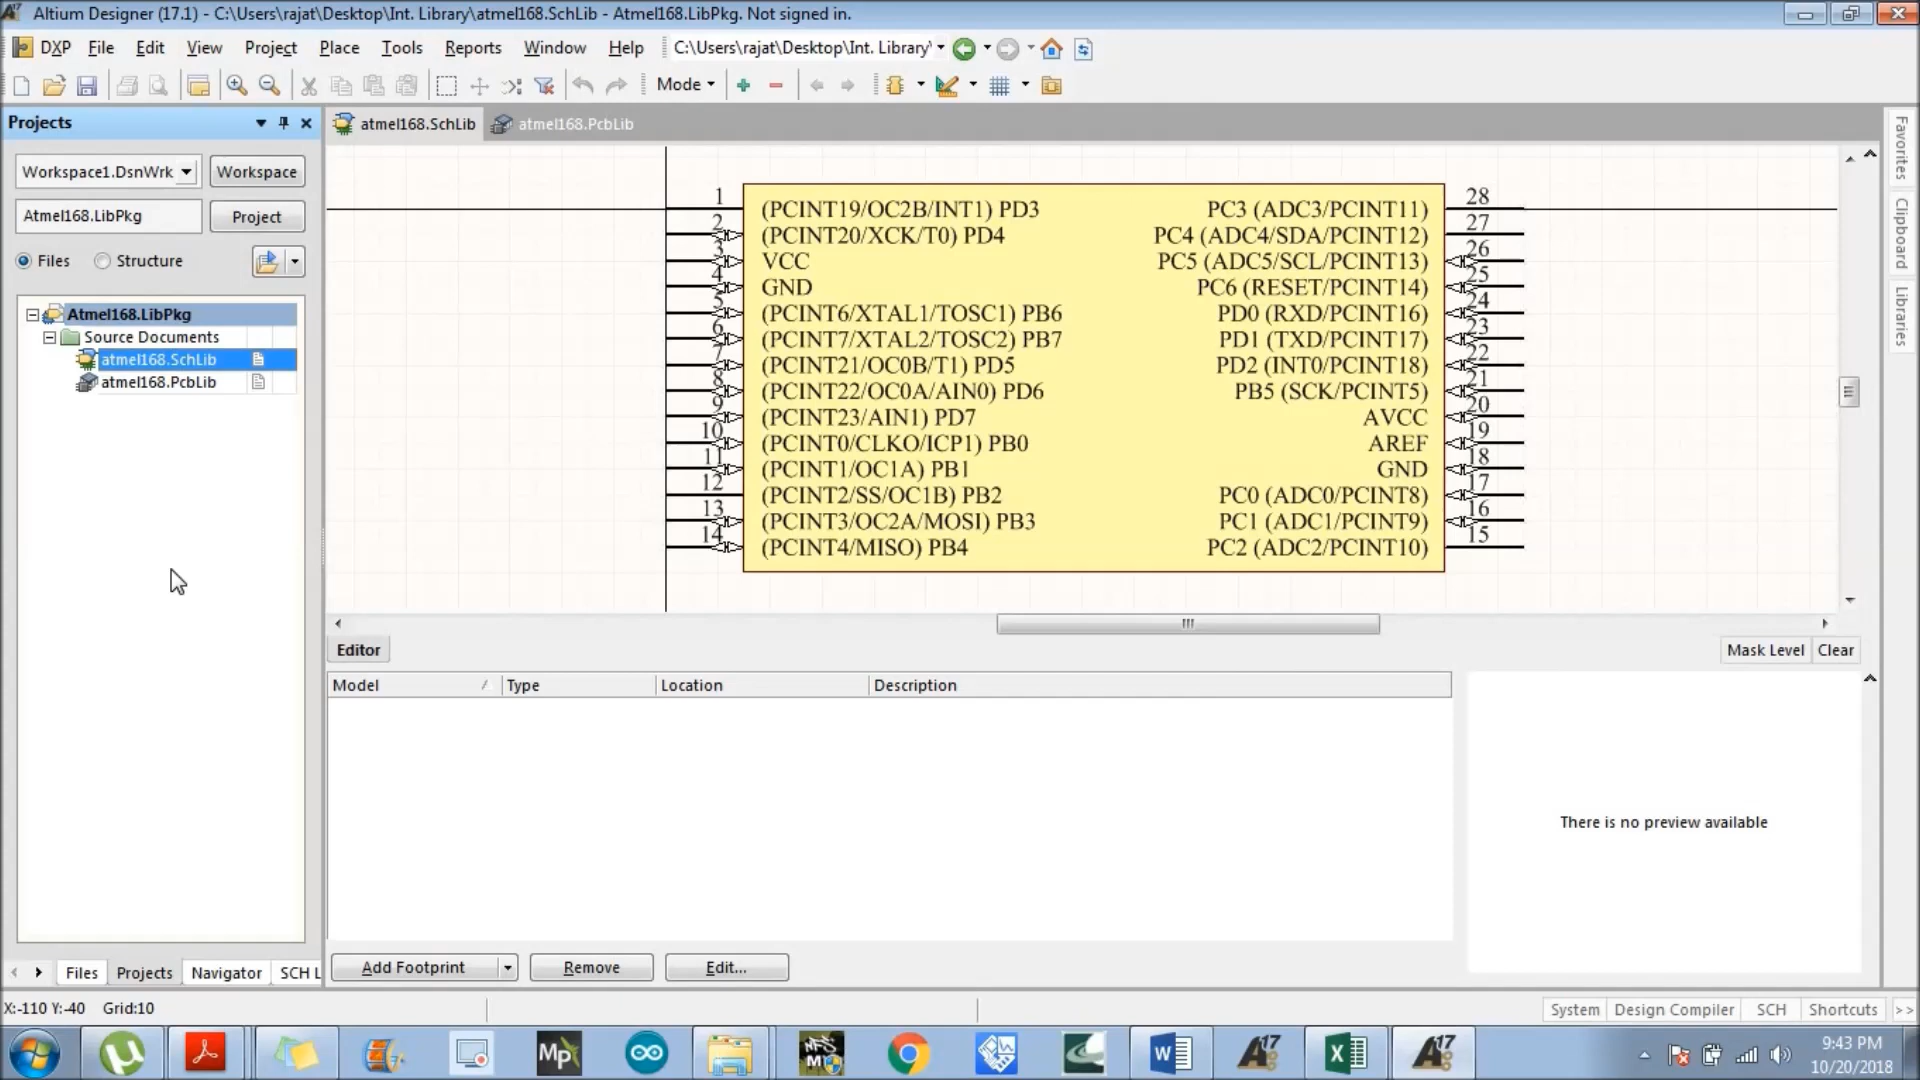 Altium Designer (17.1) - C:\Users\rajat\Desktop\Int. Library\atmel168.SchLib - Atmel168.LibPkg. Not signed in.
DXP File Edit View Project Place Tools Reports Window Help C:\Users\rajat\Desktop\Int. Library\
Mode
Projects
atmel168.SchLib atmel168.PcbLib
Workspace1.DsnWrk Workspace
Atmel168.LibPkg Project
Files Structure
Atmel168.LibPkg
Source Documents
atmel168.SchLib
atmel168.PcbLib
1 (PCINT19/OC2B/INT1) PD3 PC3 (ADC3/PCINT11) 28
2 (PCINT20/XCK/T0) PD4 PC4 (ADC4/SDA/PCINT12) 27
3 VCC PC5 (ADC5/SCL/PCINT13) 26
4 GND PC6 (RESET/PCINT14) 25
5 (PCINT6/XTAL1/TOSC1) PB6 PD0 (RXD/PCINT16) 24
6 (PCINT7/XTAL2/TOSC2) PB7 PD1 (TXD/PCINT17) 23
7 (PCINT21/OC0B/T1) PD5 PD2 (INT0/PCINT18) 22
8 (PCINT22/OC0A/AIN0) PD6 PB5 (SCK/PCINT5) 21
9 (PCINT23/AIN1) PD7 AVCC 20
10 (PCINT0/CLKO/ICP1) PB0 AREF 19
11 (PCINT1/OC1A) PB1 GND 18
12 (PCINT2/SS/OC1B) PB2 PC0 (ADC0/PCINT8) 17
13 (PCINT3/OC2A/MOSI) PB3 PC1 (ADC1/PCINT9) 16
14 (PCINT4/MISO) PB4 PC2 (ADC2/PCINT10) 15
Favorites
Clipboard
Libraries
Editor Mask Level Clear
Model Type Location Description
There is no preview available
Add Footprint Remove Edit...
Files Projects Navigator SCH L
X:-110 Y:-40 Grid:10 System Design Compiler SCH Shortcuts >>
9:43 PM
10/20/2018